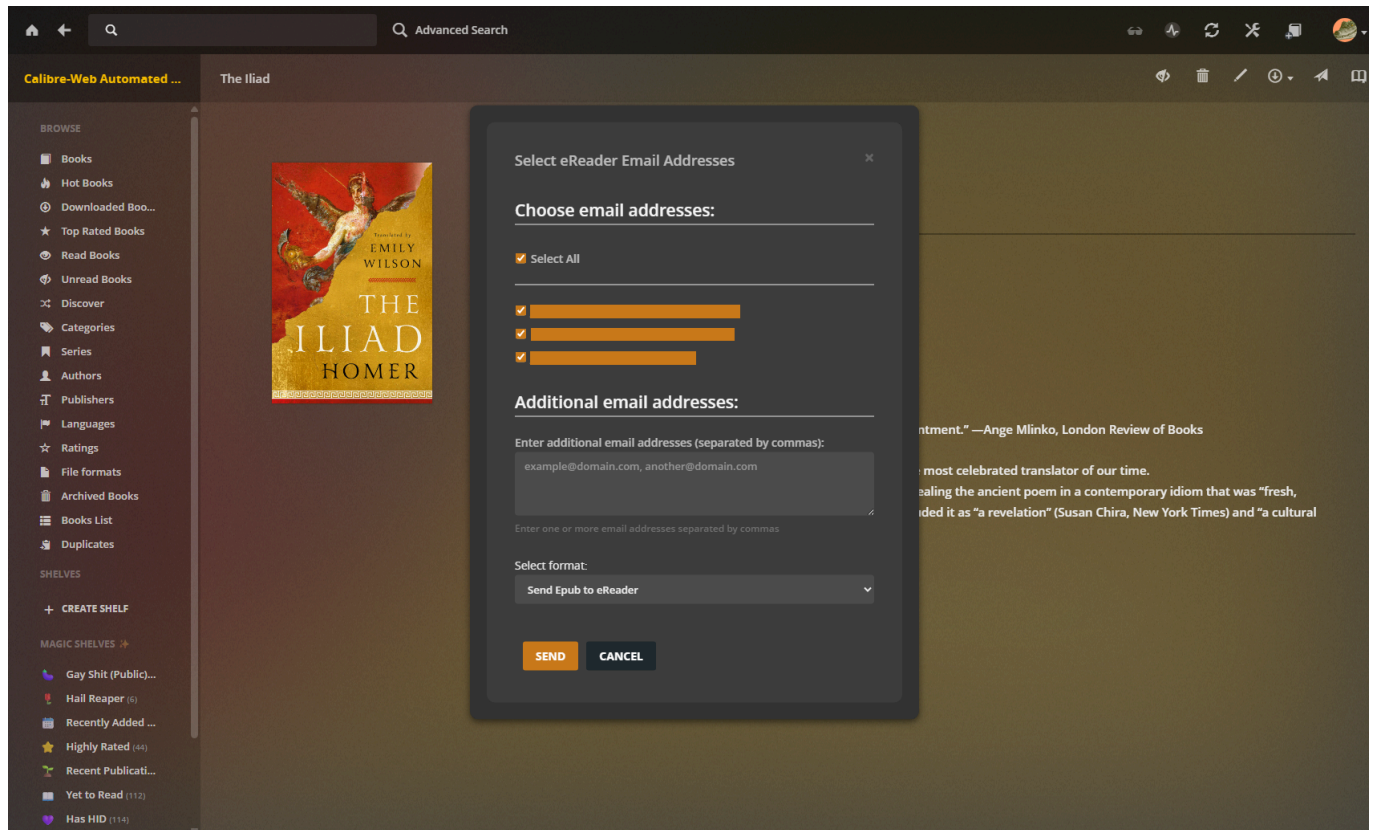 Advanced Search
Calibre-Web Automated ...
The Iliad
BROWSE
Books
Hot Books
Downloaded Boo...
Top Rated Books
Read Books
Unread Books
Discover
Categories
Series
Authors
Publishers
Languages
Ratings
File formats
Archived Books
Books List
Duplicates
SHELVES
+ CREATE SHELF
MAGIC SHELVES ✨
Gay Shit (Public)...
Hail Reaper (6)
Recently Added ...
Highly Rated (44)
Recent Publicati...
Yet to Read (112)
Has HID (114)
Translated by
EMILY
WILSON
THE
ILIAD
HOMER
Select eReader Email Addresses
×
Choose email addresses:
Select All
Additional email addresses:
Enter additional email addresses (separated by commas):
example@domain.com, another@domain.com
Enter one or more email addresses separated by commas
Select format:
Send Epub to eReader
SEND
CANCEL
ntment.” —Ange Mlinko, London Review of Books
most celebrated translator of our time.
ealing the ancient poem in a contemporary idiom that was “fresh,
ded it as “a revelation” (Susan Chira, New York Times) and “a cultural